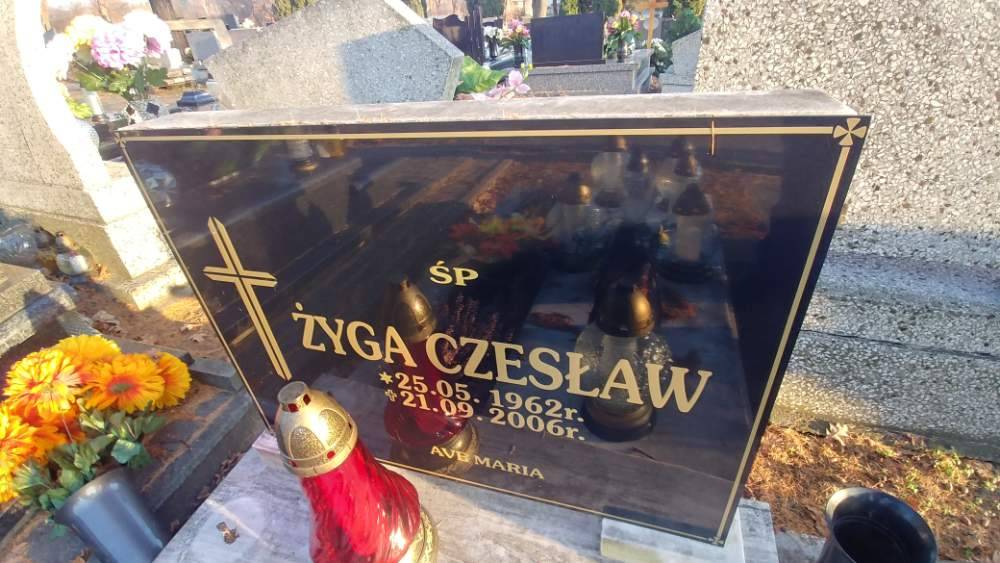 ŚP
ŻYGA CZESŁAW
*25.05. 1962r.
✝21.09. 2006r.
AVE MARIA